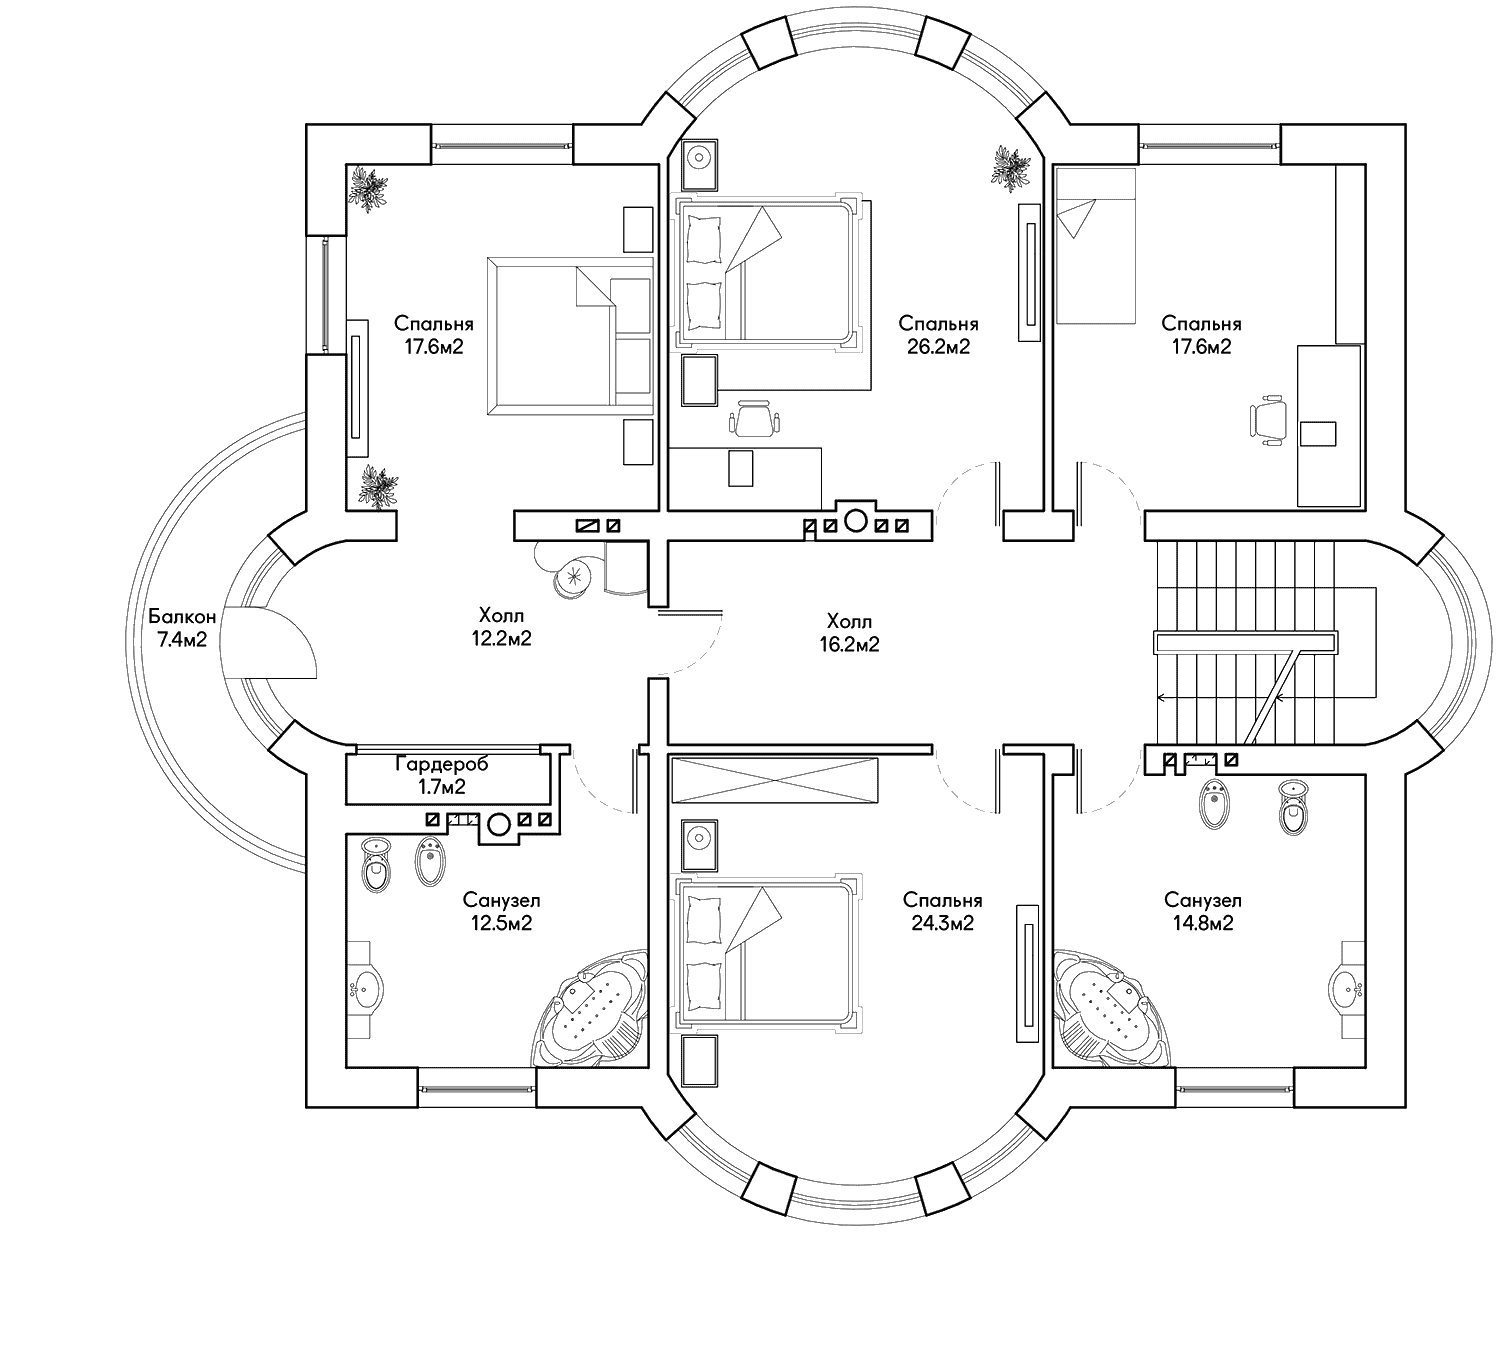 Спальня
17.6м2
Спальня
26.2м2
Спальня
17.6м2
Балкон
7.4м2
Холл
12.2м2
Холл
16.2м2
Гардероб
1.7м2
Санузел
12.5м2
Спальня
24.3м2
Санузел
14.8м2